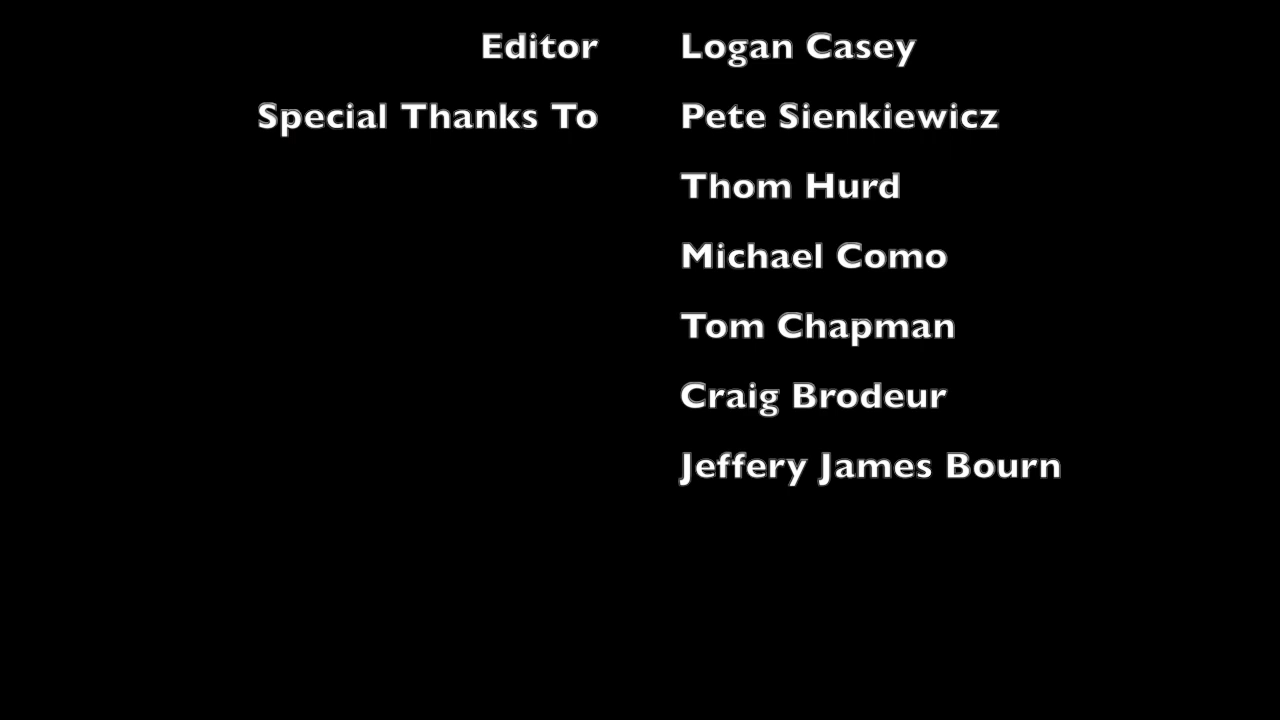 Editor Logan Casey
Special Thanks To Pete Sienkiewicz
Thom Hurd
Michael Como
Tom Chapman
Craig Brodeur
Jeffery James Bourn